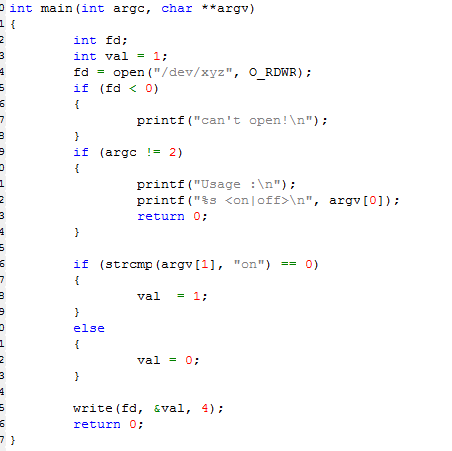 0 int main(int argc, char **argv)
1 {
2 int fd;
3 int val = 1;
4 fd = open("/dev/xyz", O_RDWR);
5 if (fd < 0)
6 {
7 printf("can't open!\n");
8 }
9 if (argc != 2)
0 {
1 printf("Usage :\n");
2 printf("%s <on|off>\n", argv[0]);
3 return 0;
4 }
5
6 if (strcmp(argv[1], "on") == 0)
7 {
8 val = 1;
9 }
0 else
1 {
2 val = 0;
3 }
4
5 write(fd, &val, 4);
6 return 0;
7 }